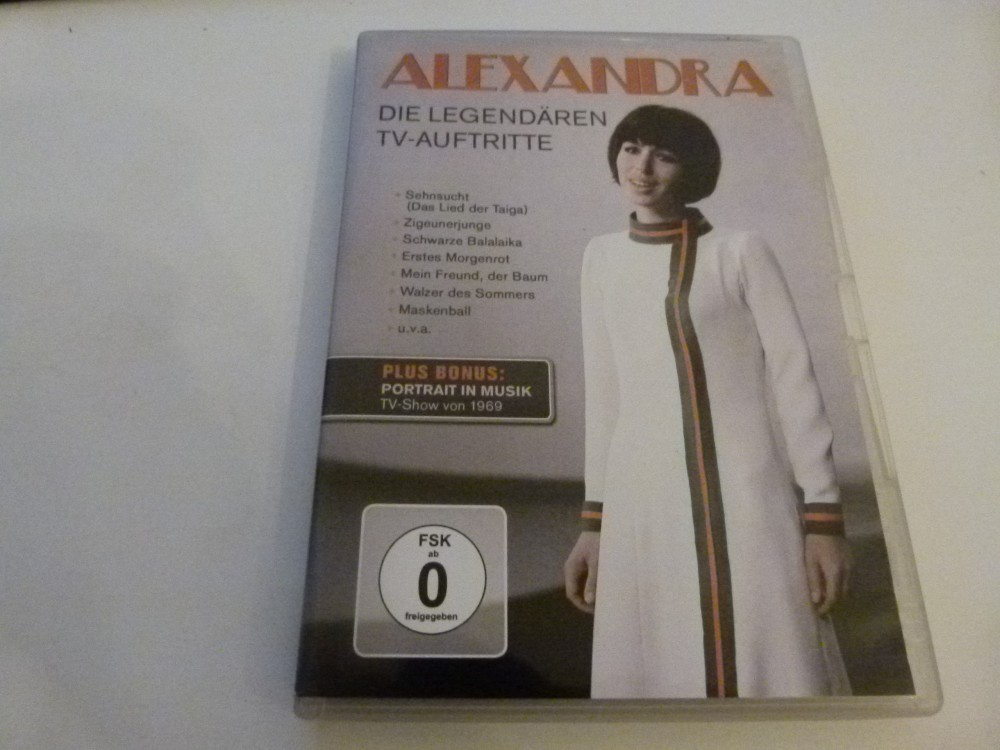 ALEXANDRA
DIE LEGENDÄREN
TV-AUFTRITTE
• Sehnsucht
(Das Lied der Taiga)
• Zigeunerjunge
• Schwarze Balalaika
• Erstes Morgenrot
• Mein Freund, der Baum
• Walzer des Sommers
• Maskenball
• u.v.a.
PLUS BONUS:
PORTRAIT IN MUSIK
TV-Show von 1969
FSK
ab
0
freigegeben